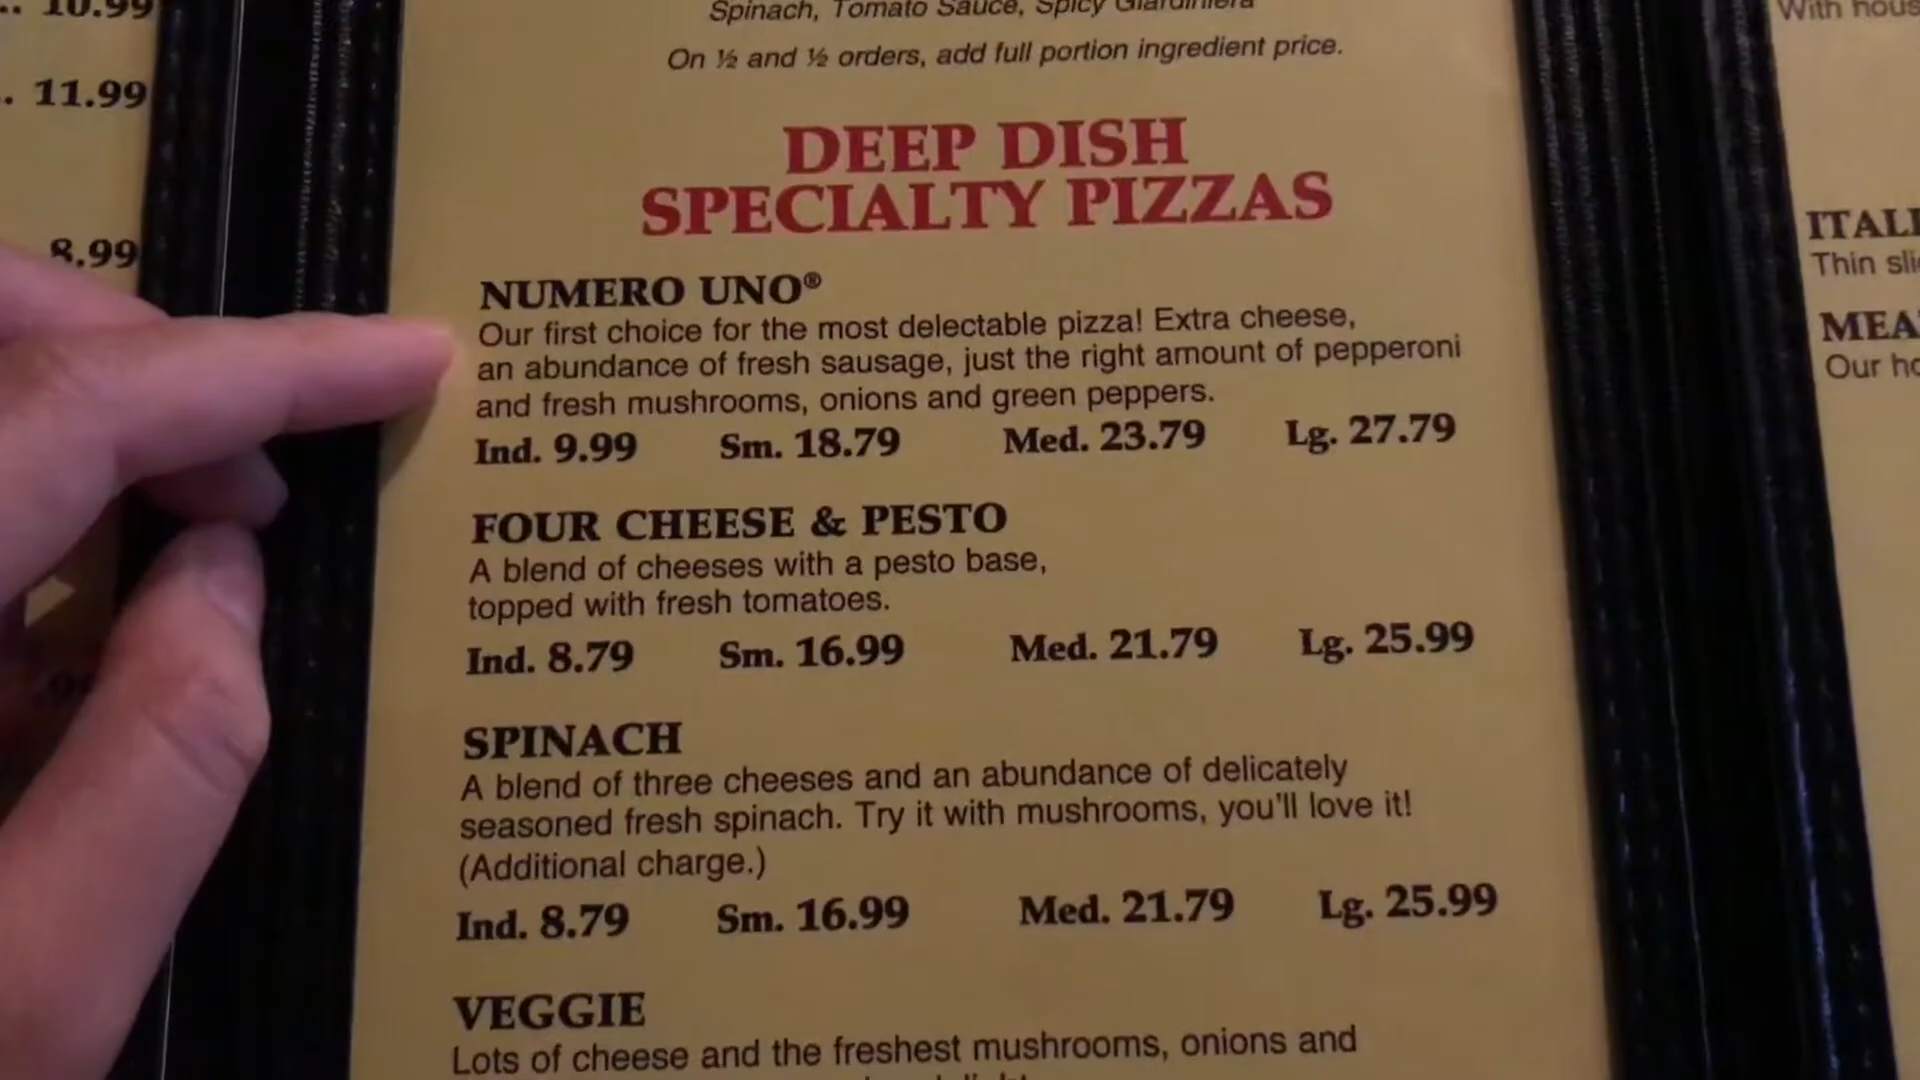 .. 10.99
.. 11.99
8.99
Spinach, Tomato Sauce, Spicy Giardiniera
On ½ and ½ orders, add full portion ingredient price.
DEEP DISH
SPECIALTY PIZZAS
NUMERO UNO®
Our first choice for the most delectable pizza! Extra cheese,
an abundance of fresh sausage, just the right amount of pepperoni
and fresh mushrooms, onions and green peppers.
Ind. 9.99 Sm. 18.79 Med. 23.79 Lg. 27.79
FOUR CHEESE & PESTO
A blend of cheeses with a pesto base,
topped with fresh tomatoes.
Ind. 8.79 Sm. 16.99 Med. 21.79 Lg. 25.99
SPINACH
A blend of three cheeses and an abundance of delicately
seasoned fresh spinach. Try it with mushrooms, you'll love it!
(Additional charge.)
Ind. 8.79 Sm. 16.99 Med. 21.79 Lg. 25.99
VEGGIE
Lots of cheese and the freshest mushrooms, onions and
With hous
ITALI
Thin sli
MEA
Our ho